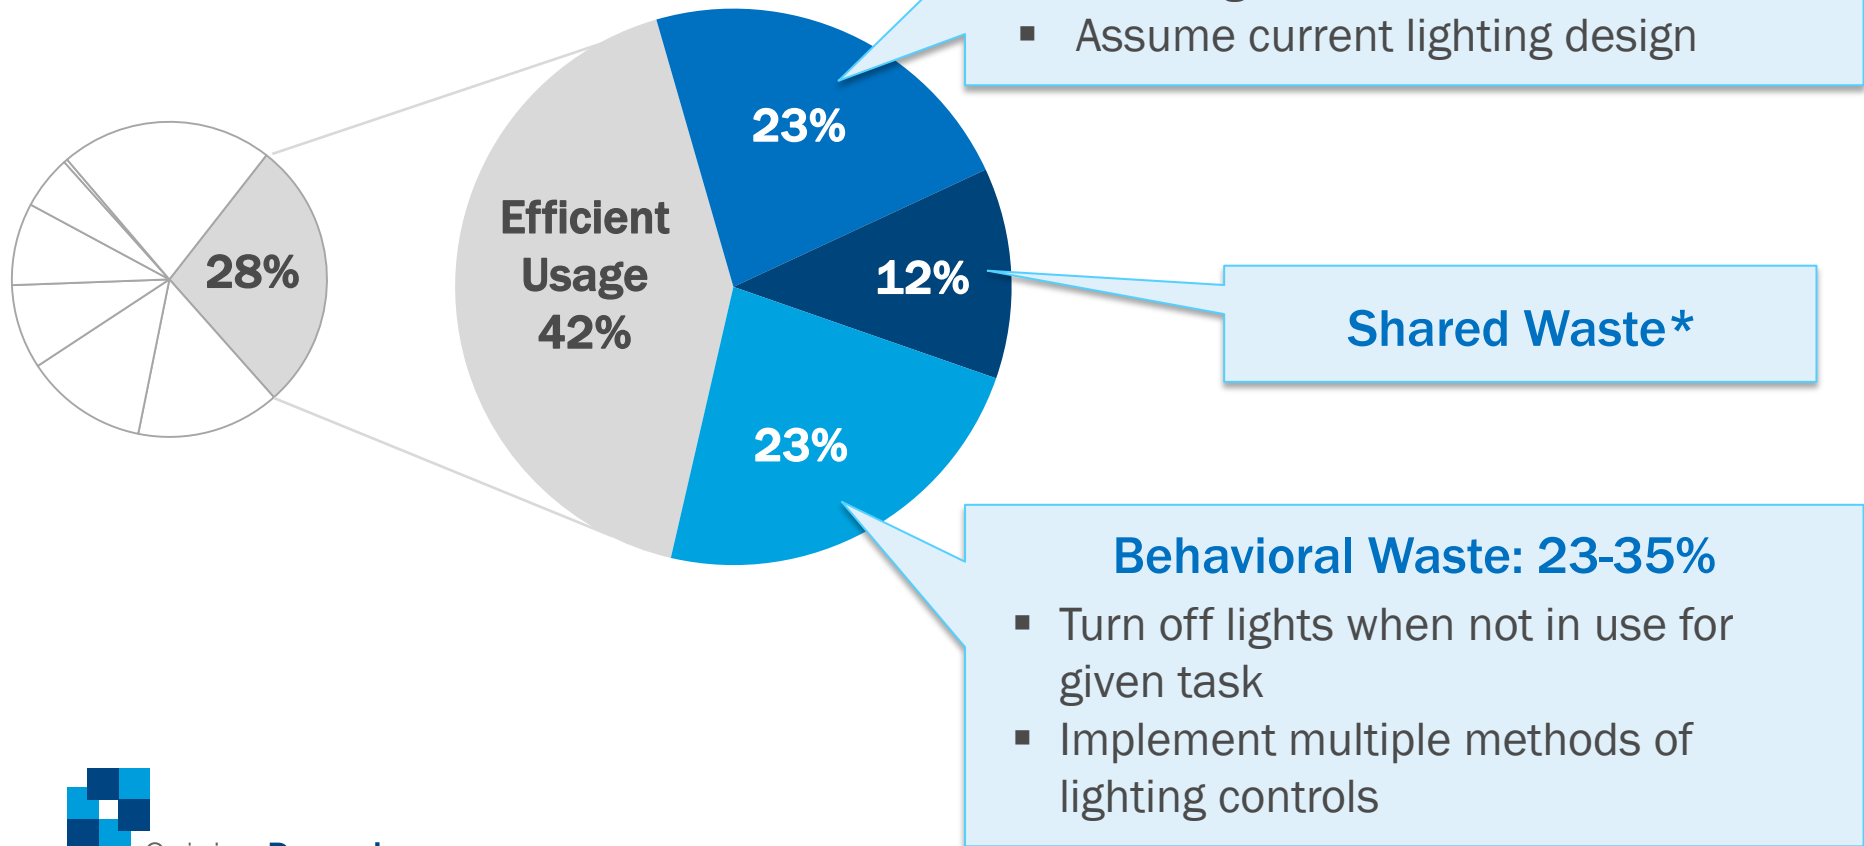 Assume current lighting design
23%
Efficient
Usage
42%
28%
12%
Shared Waste*
23%
Behavioral Waste: 23-35%
Turn off lights when not in use for
given task
Implement multiple methods of
lighting controls